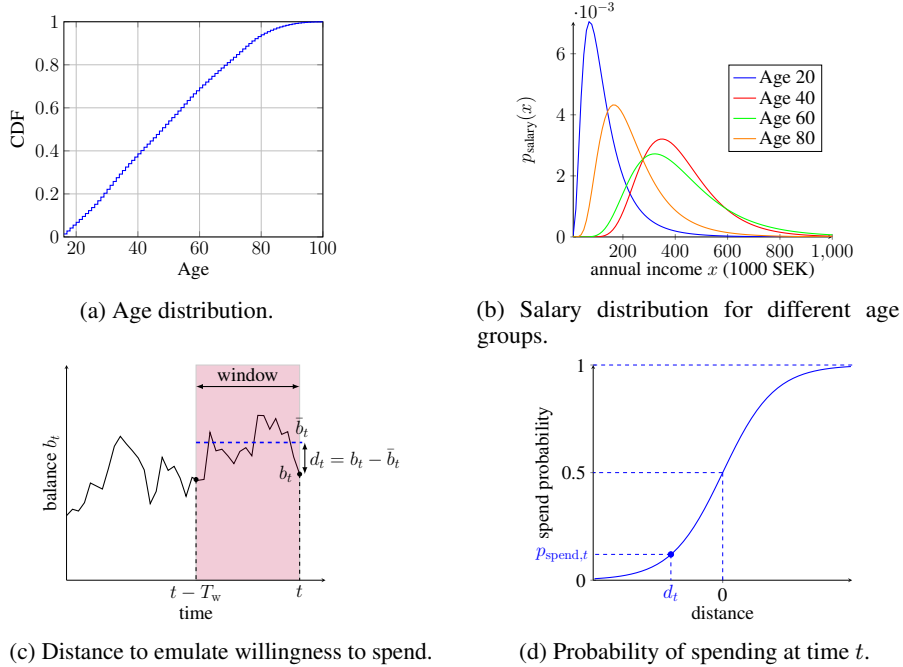 1
0.8
0.6
0.4
0.2
0
20
40
60
80
100
CDF
Age
(a) Age distribution.
·10⁻³
6
4
2
0
200
400
600
800
1,000
p_salary(x)
annual income x (1000 SEK)
Age 20
Age 40
Age 60
Age 80
(b) Salary distribution for different age
groups.
window
b̄_t
d_t = b_t − b̄_t
b_t
balance b_t
t − T_w
t
time
(c) Distance to emulate willingness to spend.
1
0.5
p_spend,t
0
d_t
0
spend probability
distance
(d) Probability of spending at time t.